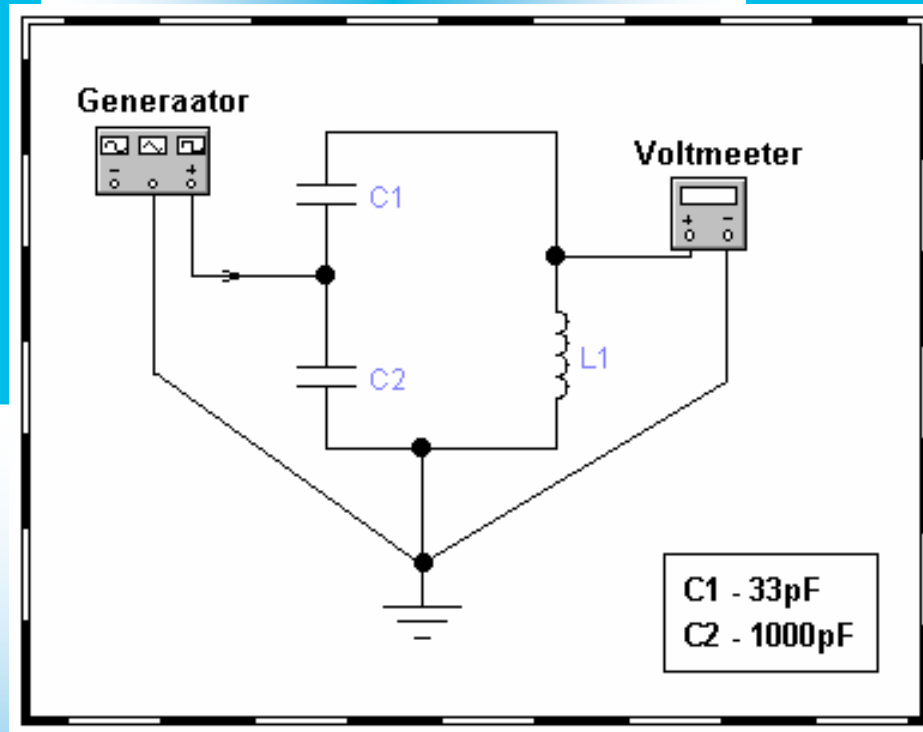 Generaator
- +
C1
Voltmeeter
+ -
C2
L1
C1 - 33pF
C2 - 1000pF